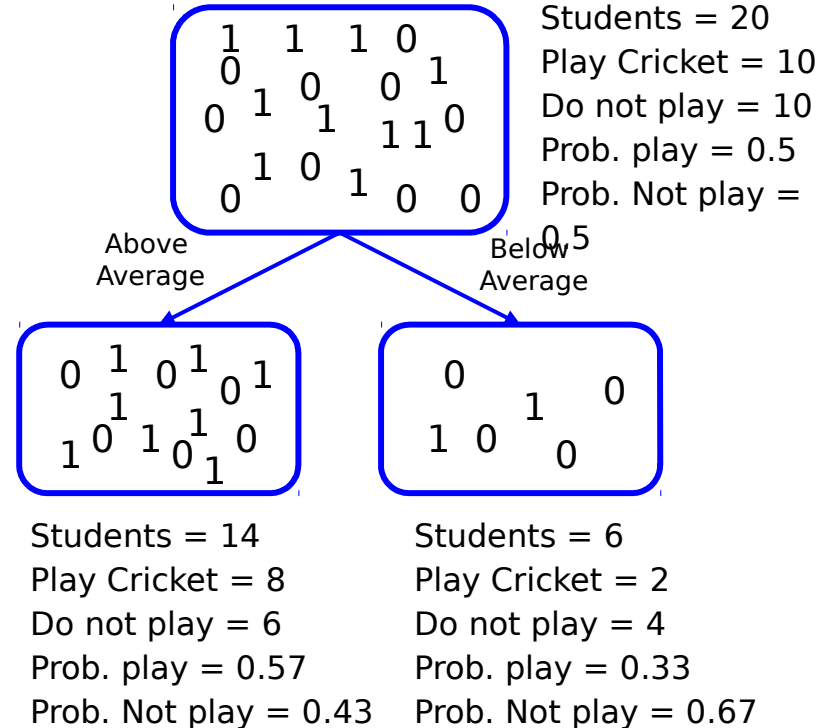 1 1 1 0
0 0 0 1
0 1 1 1 1 0
1 0
0 1 0 0
Students = 20
Play Cricket = 10
Do not play = 10
Prob. play = 0.5
Prob. Not play =
0.5
Above
Average
Below
Average
0 1 0 1 0 1
1 1
1 0 1 0 1 0
0 0
1
1 0 0
Students = 14
Play Cricket = 8
Do not play = 6
Prob. play = 0.57
Prob. Not play = 0.43
Students = 6
Play Cricket = 2
Do not play = 4
Prob. play = 0.33
Prob. Not play = 0.67